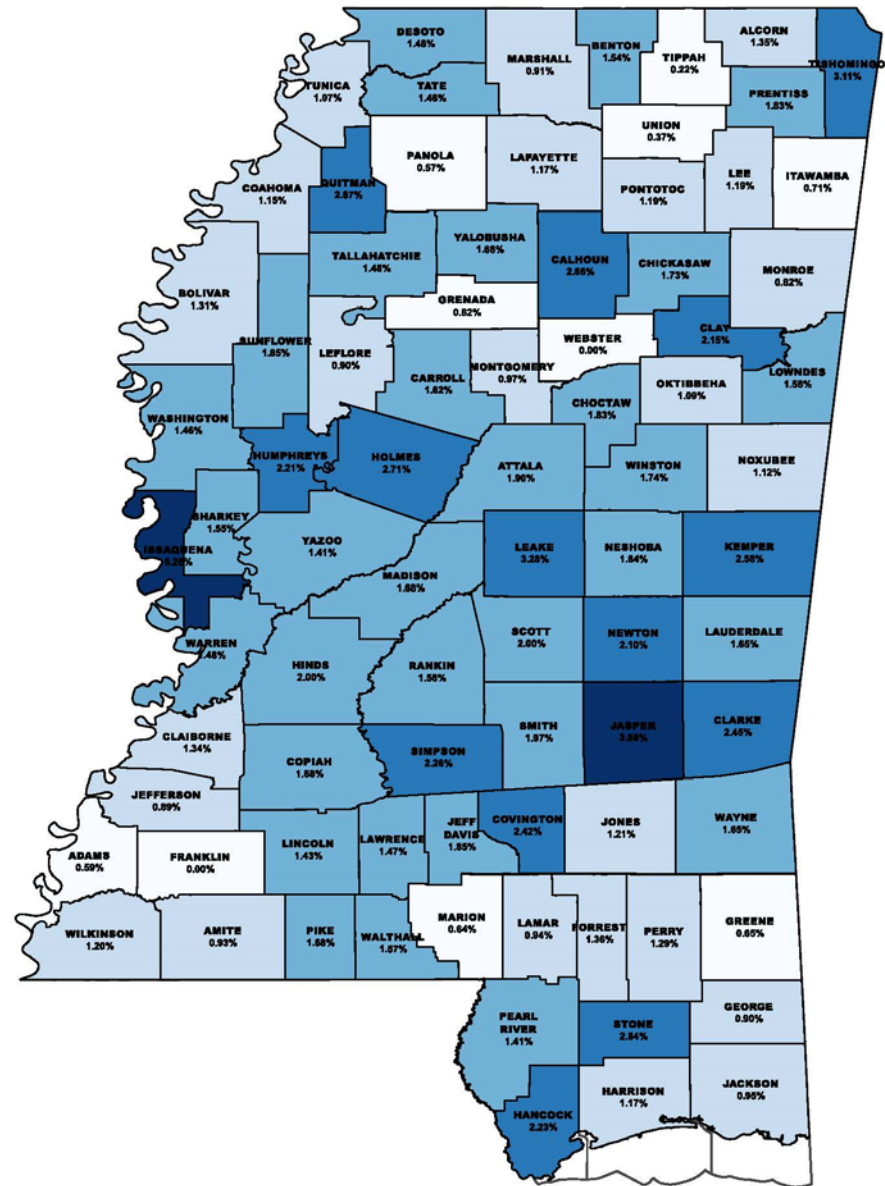 DESOTO
1.48%
MARSHALL
0.91%
BENTON
1.54%
TIPPAH
0.22%
ALCORN
1.35%
TISHOMINGO
3.11%
TUNICA
1.07%
TATE
1.46%
PRENTISS
1.83%
UNION
0.37%
PANOLA
0.57%
LAFAYETTE
1.17%
QUITMAN
2.87%
COAHOMA
1.15%
PONTOTOC
1.19%
LEE
1.19%
ITAWAMBA
0.71%
TALLAHATCHIE
1.48%
YALOBUSHA
1.68%
CALHOUN
2.66%
CHICKASAW
1.73%
MONROE
0.82%
BOLIVAR
1.31%
GRENADA
0.62%
SUNFLOWER
1.85%
LEFLORE
0.90%
WEBSTER
0.00%
CLAY
2.15%
CARROLL
1.62%
MONTGOMERY
0.97%
CHOCTAW
1.83%
OKTIBBEHA
1.09%
LOWNDES
1.58%
WASHINGTON
1.46%
HUMPHREYS
2.21%
HOLMES
2.71%
ATTALA
1.90%
WINSTON
1.74%
NOXUBEE
1.12%
SHARKEY
1.55%
ISSAQUENA
YAZOO
1.41%
LEAKE
3.28%
NESHOBA
1.64%
KEMPER
2.58%
MADISON
1.68%
WARREN
1.48%
HINDS
2.00%
RANKIN
1.58%
SCOTT
2.00%
NEWTON
2.10%
LAUDERDALE
1.65%
CLAIBORNE
1.34%
COPIAH
1.68%
SIMPSON
2.26%
SMITH
1.97%
JASPER
CLARKE
2.45%
JEFFERSON
0.89%
LINCOLN
1.43%
LAWRENCE
1.47%
JEFF
DAVIS
1.85%
COVINGTON
2.42%
JONES
1.21%
WAYNE
1.65%
ADAMS
0.59%
FRANKLIN
0.00%
WILKINSON
1.20%
AMITE
0.93%
PIKE
1.68%
WALTHALL
1.57%
MARION
0.64%
LAMAR
0.94%
FORREST
1.36%
PERRY
1.29%
GREENE
0.65%
PEARL
RIVER
1.41%
STONE
2.54%
GEORGE
0.90%
HANCOCK
2.23%
HARRISON
1.17%
JACKSON
0.95%